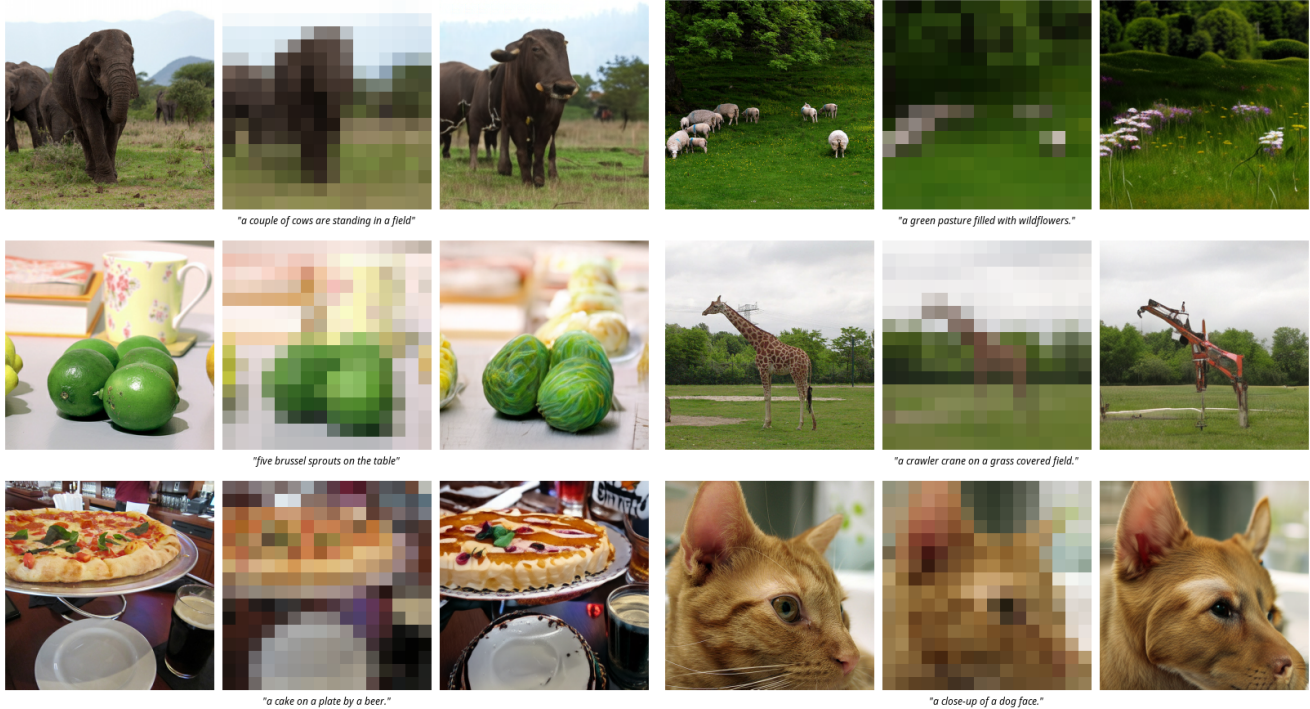 "a couple of cows are standing in a field"
"a green pasture filled with wildflowers."
"five brussel sprouts on the table"
"a crawler crane on a grass covered field."
"a cake on a plate by a beer."
"a close-up of a dog face."